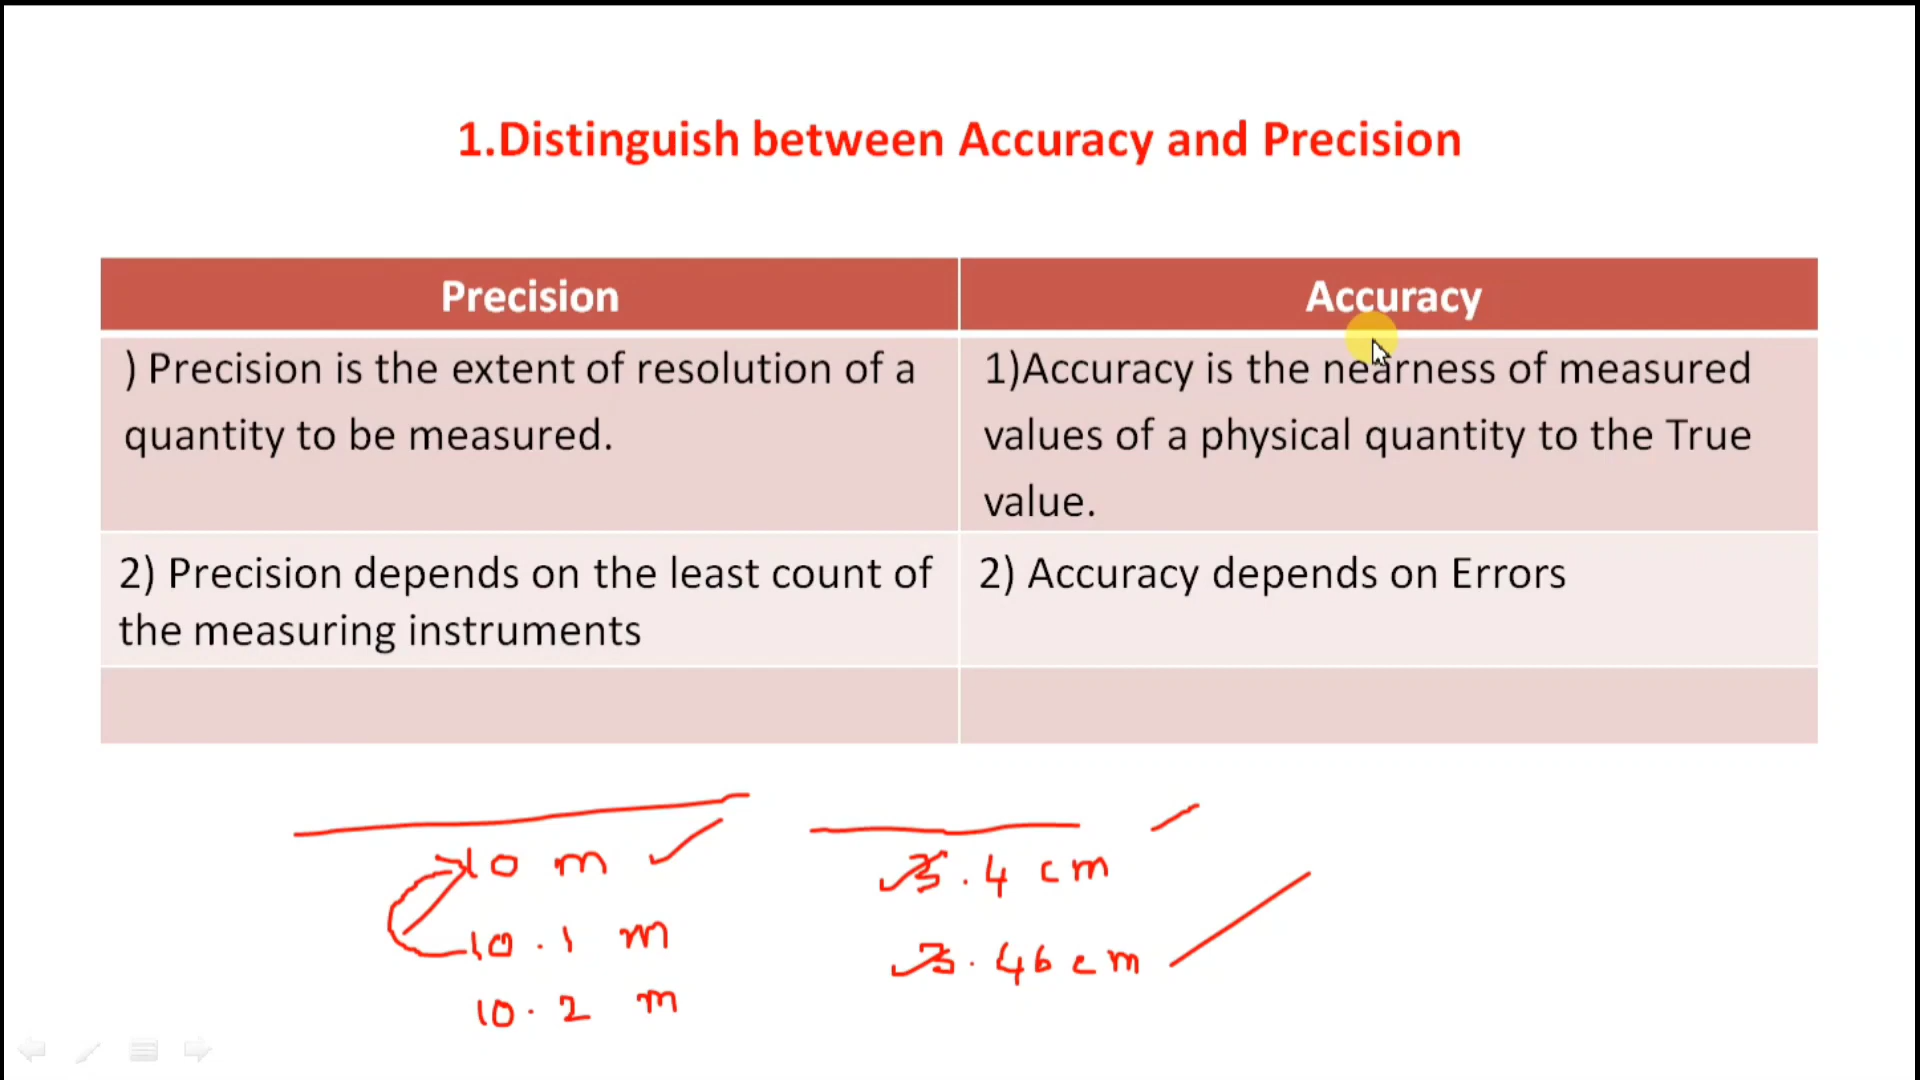 1.Distinguish between Accuracy and Precision
Precision
Accuracy
) Precision is the extent of resolution of a
quantity to be measured.
1)Accuracy is the nearness of measured
values of a physical quantity to the True
value.
2) Precision depends on the least count of
the measuring instruments
2) Accuracy depends on Errors
10 m
10.1 m
10.2 m
3.4 cm
3.46 cm